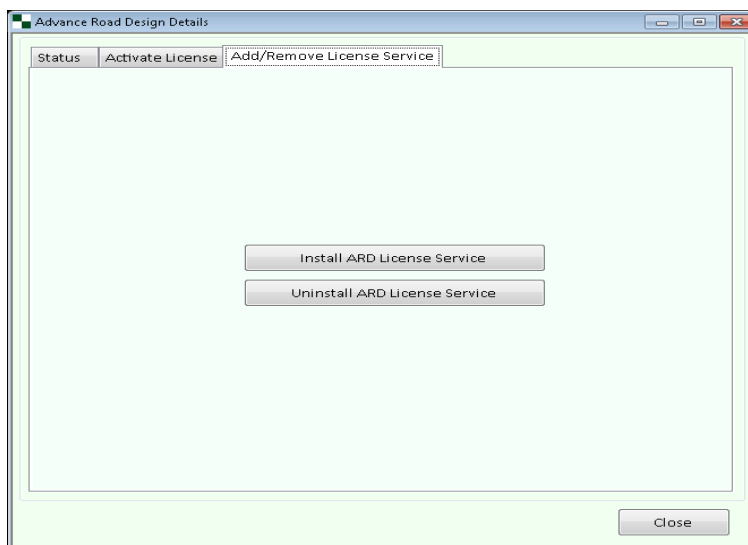 Advance Road Design Details
Status Activate License Add/Remove License Service
Install ARD License Service
Uninstall ARD License Service
Close